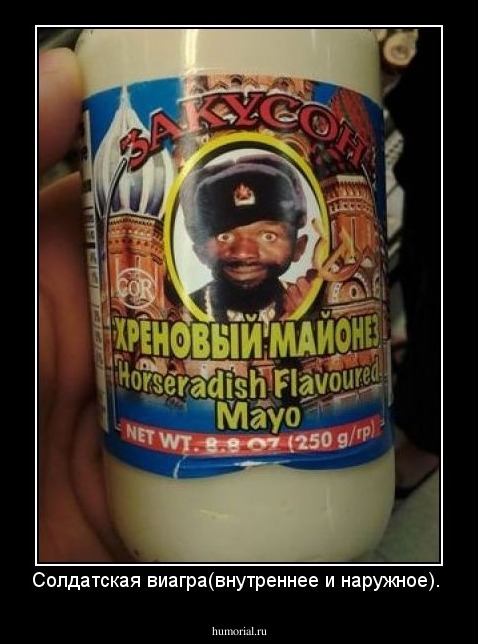 ЗАКУСОН
COR
ХРЕНОВЫЙ МАЙОНЕЗ
Horseradish Flavoured
Mayo
NET WT. 8.8 OZ (250 g/гр)
Солдатская виагра(внутреннее и наружное).
humorial.ru